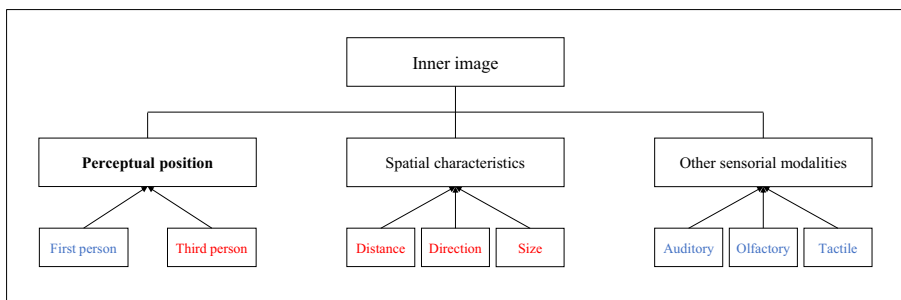 Inner image
Perceptual position
Spatial characteristics
Other sensorial modalities
First person
Third person
Distance
Direction
Size
Auditory
Olfactory
Tactile